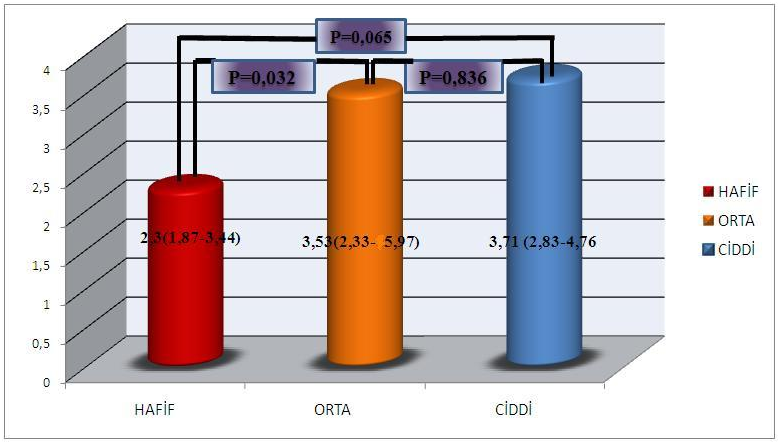 P=0,065
P=0,032
P=0,836
4
3,5
3
2,5
2
1,5
1
0,5
0
2,3(1,87-3,44)
3,53(2,33- 5,97)
3,71 (2,83-4,76
HAFİF
ORTA
CİDDİ
HAFİF
ORTA
CİDDİ